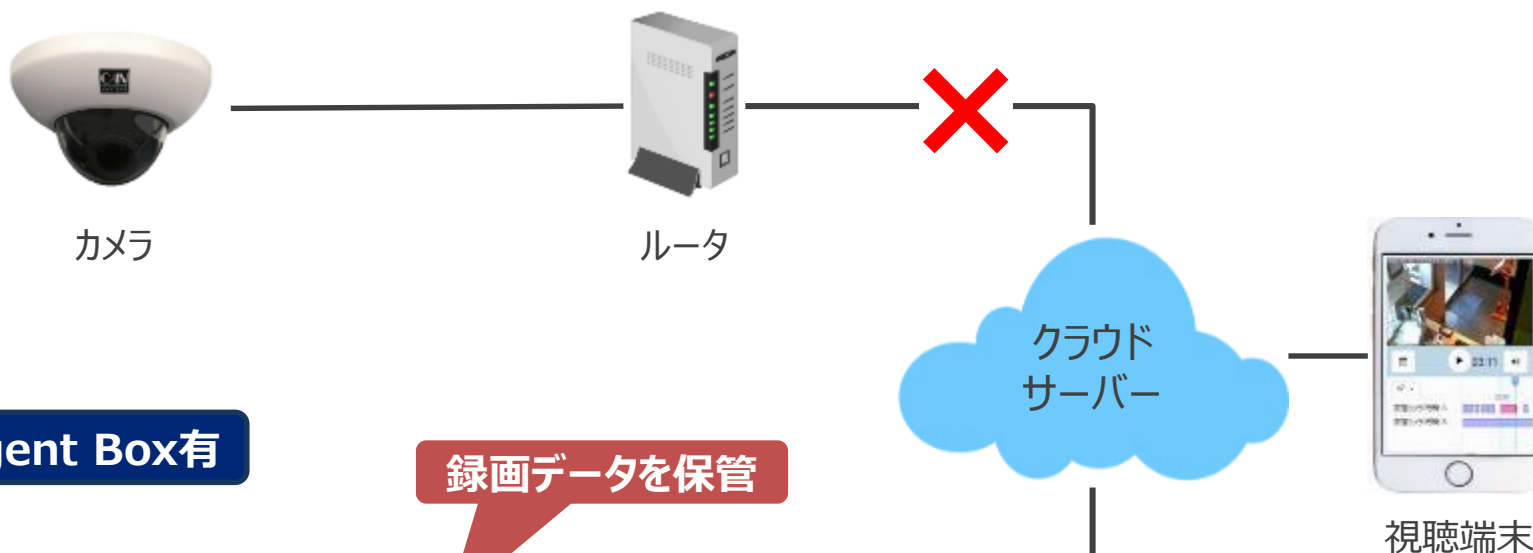 カメラ
ルータ
クラウド
サーバー
gent Box有
録画データを保管
視聴端末